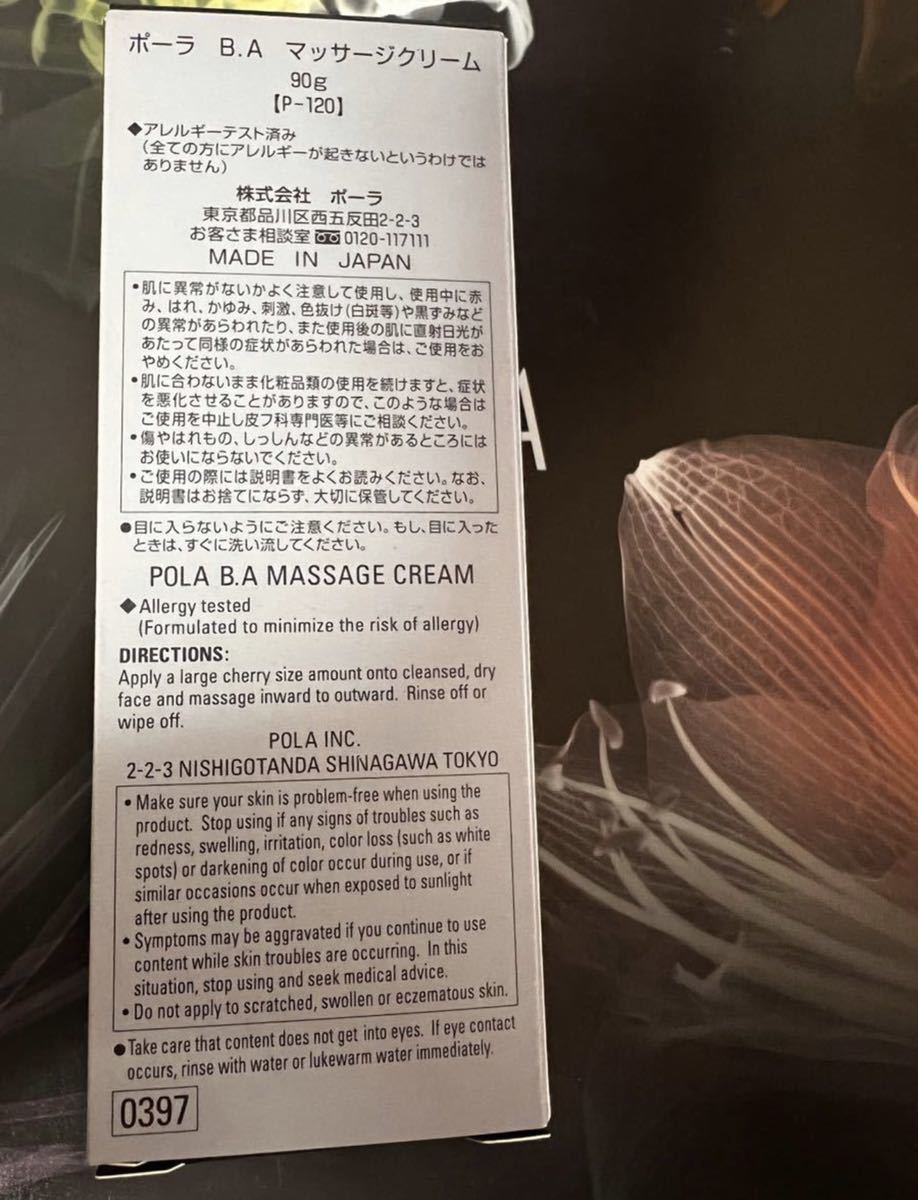 ポーラ B.A マッサージクリーム
90g
【P-120】
◆アレルギーテスト済み
(全ての方にアレルギーが起きないというわけでは
ありません)
株式会社 ポーラ
東京都品川区西五反田2-2-3
お客さま相談室 0120-117111
MADE IN JAPAN
•肌に異常がないかよく注意して使用し、使用中に赤
み、はれ、かゆみ、刺激、色抜け(白斑等)や黒ずみなど
の異常があらわれたり、また使用後の肌に直射日光が
あたって同様の症状があらわれた場合は、ご使用をお
やめください。
•肌に合わないまま化粧品類の使用を続けますと、症状
を悪化させることがありますので、このような場合は
ご使用を中止し皮フ科専門医等にご相談ください。
•傷やはれもの、しっしんなどの異常があるところには
お使いにならないでください。
•ご使用の際には説明書をよくお読みください。なお、
説明書はお捨てにならず、大切に保管してください。
●目に入らないようにご注意ください。もし、目に入った
ときは、すぐに洗い流してください。
POLA B.A MASSAGE CREAM
◆Allergy tested
(Formulated to minimize the risk of allergy)
DIRECTIONS:
Apply a large cherry size amount onto cleansed, dry
face and massage inward to outward. Rinse off or
wipe off.
POLA INC.
2-2-3 NISHIGOTANDA SHINAGAWA TOKYO
• Make sure your skin is problem-free when using the
product. Stop using if any signs of troubles such as
redness, swelling, irritation, color loss (such as white
spots) or darkening of color occur during use, or if
similar occasions occur when exposed to sunlight
after using the product.
• Symptoms may be aggravated if you continue to use
content while skin troubles are occurring. In this
situation, stop using and seek medical advice.
• Do not apply to scratched, swollen or eczematous skin.
●Take care that content does not get into eyes. If eye contact
occurs, rinse with water or lukewarm water immediately.
0397
A